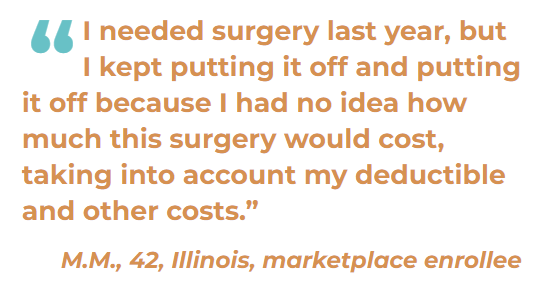 “I needed surgery last year, but
I kept putting it off and putting
it off because I had no idea how
much this surgery would cost,
taking into account my deductible
and other costs.”
M.M., 42, Illinois, marketplace enrollee